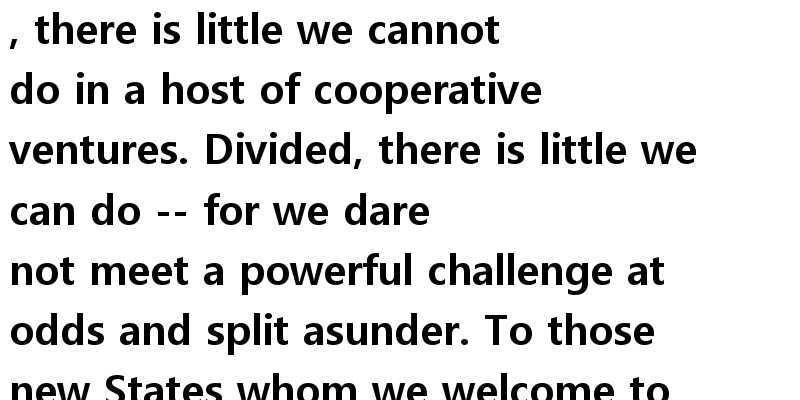 , there is little we cannot
do in a host of cooperative
ventures. Divided, there is little we
can do -- for we dare
not meet a powerful challenge at
odds and split asunder. To those
new States whom we welcome to